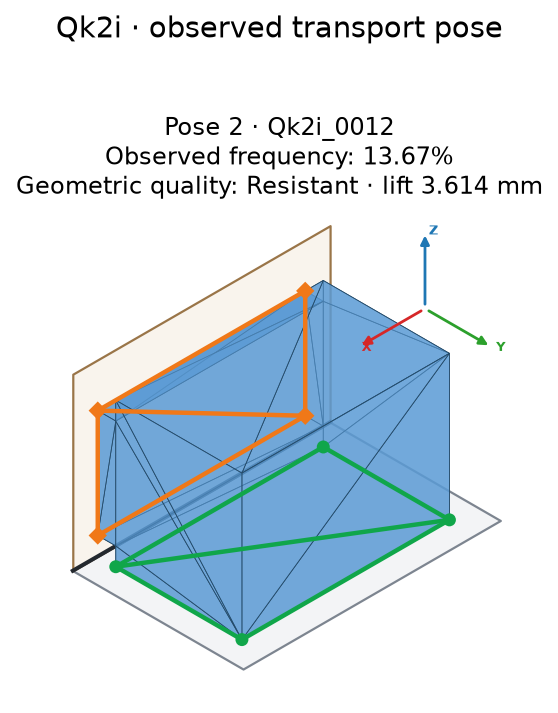 Qk2i · observed transport pose
Pose 2 · Qk2i_0012
Observed frequency: 13.67%
Geometric quality: Resistant · lift 3.614 mm
Z
X
Y